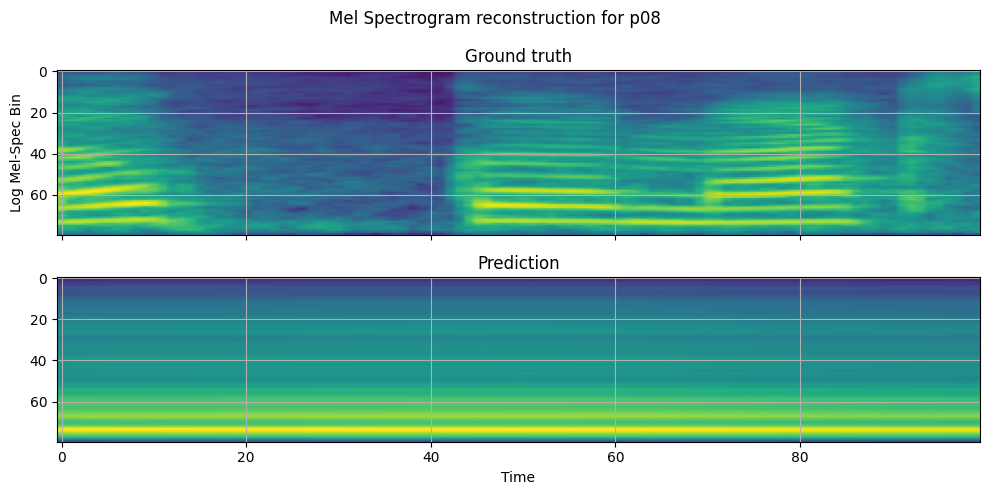 Mel Spectrogram reconstruction for p08
Ground truth
Log Mel-Spec Bin
0
20
40
60
Prediction
0
20
40
60
0 20 40 60 80
Time